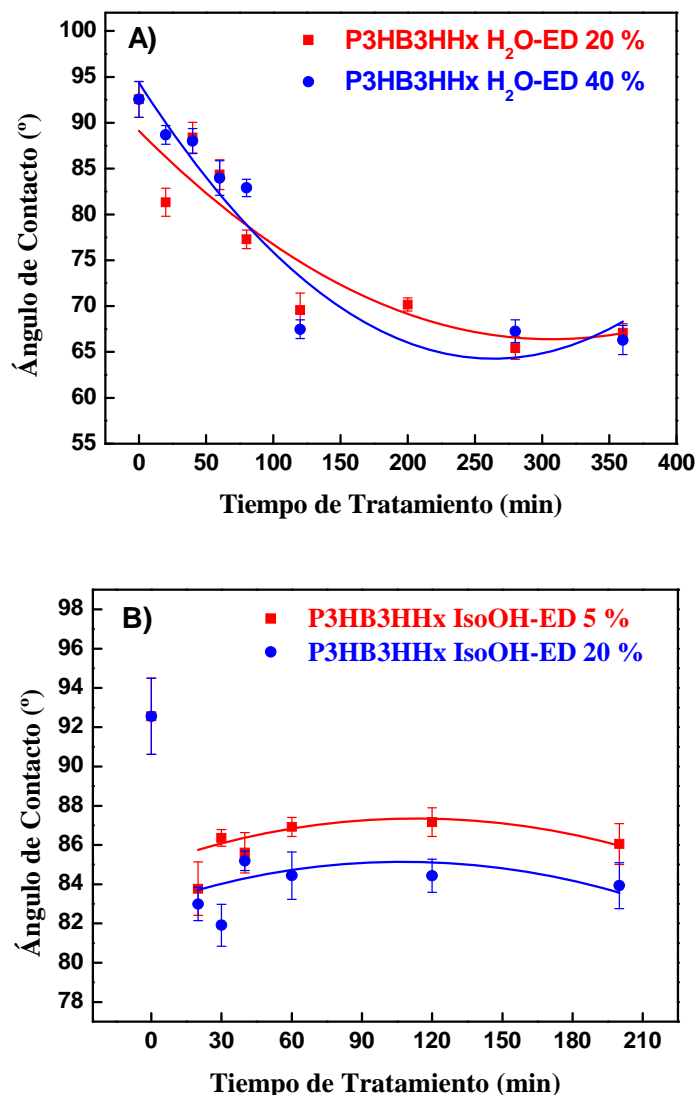 A)
P3HB3HHx H2O-ED 20 %
P3HB3HHx H2O-ED 40 %
100
95
90
85
80
75
70
65
60
55
Ángulo de Contacto (º)
0 50 100 150 200 250 300 350 400
Tiempo de Tratamiento (min)
B)
P3HB3HHx IsoOH-ED 5 %
P3HB3HHx IsoOH-ED 20 %
98
96
94
92
90
88
86
84
82
80
78
Ángulo de Contacto (º)
0 30 60 90 120 150 180 210
Tiempo de Tratamiento (min)